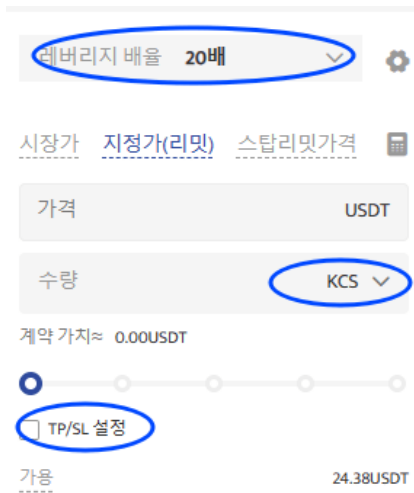 레버리지 배율 20배
시장가 지정가(리밋) 스탑리밋가격
가격 USDT
수량 KCS
계약 가치≈ 0.00USDT
TP/SL 설정
가용 24.38USDT